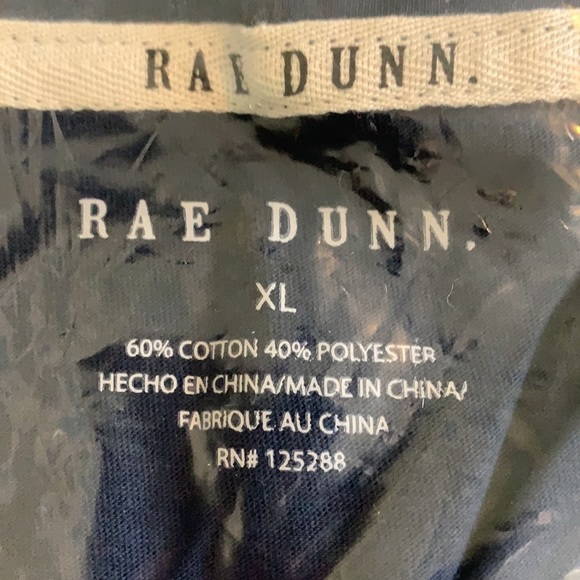 RAE DUNN.
RAE DUNN.
XL
60% COTTON 40% POLYESTER
HECHO EN CHINA/MADE IN CHINA/
FABRIQUE AU CHINA
RN# 125288